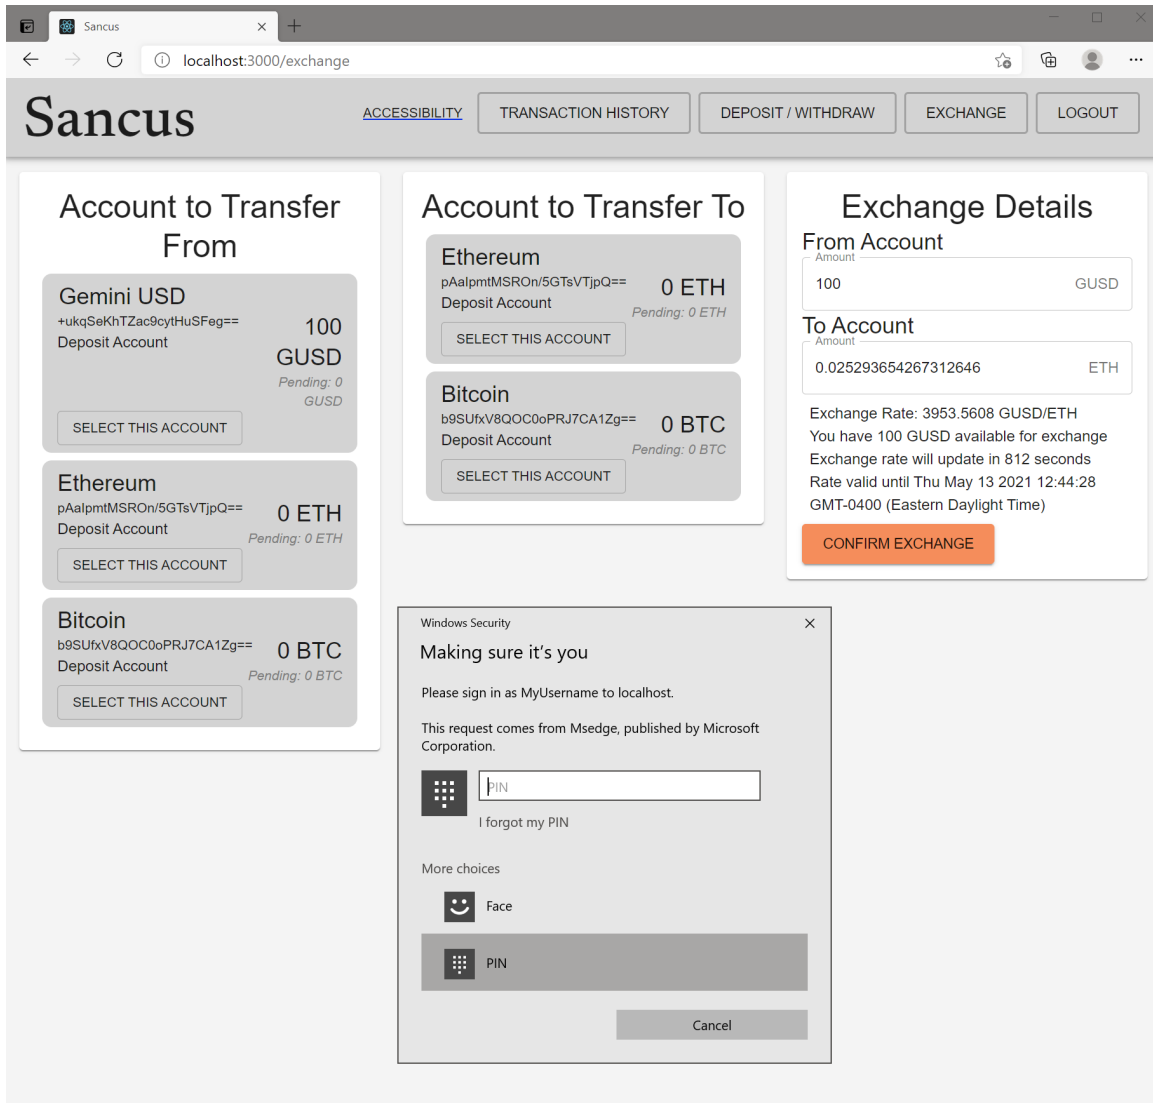 Sancus
localhost:3000/exchange
Sancus
ACCESSIBILITY
TRANSACTION HISTORY
DEPOSIT / WITHDRAW
EXCHANGE
LOGOUT
Account to Transfer
From
Gemini USD
+ukqSeKhTZac9cytHuSFeg==
Deposit Account
100
GUSD
Pending: 0
GUSD
SELECT THIS ACCOUNT
Ethereum
pAalpmtMSROn/5GTsVTjpQ==
Deposit Account
0 ETH
Pending: 0 ETH
SELECT THIS ACCOUNT
Bitcoin
b9SUfxV8QOC0oPRJ7CA1Zg==
Deposit Account
0 BTC
Pending: 0 BTC
SELECT THIS ACCOUNT
Account to Transfer To
Ethereum
pAalpmtMSROn/5GTsVTjpQ==
Deposit Account
0 ETH
Pending: 0 ETH
SELECT THIS ACCOUNT
Bitcoin
b9SUfxV8QOC0oPRJ7CA1Zg==
Deposit Account
0 BTC
Pending: 0 BTC
SELECT THIS ACCOUNT
Exchange Details
From Account
Amount
100 GUSD
To Account
Amount
0.025293654267312646 ETH
Exchange Rate: 3953.5608 GUSD/ETH
You have 100 GUSD available for exchange
Exchange rate will update in 812 seconds
Rate valid until Thu May 13 2021 12:44:28
GMT-0400 (Eastern Daylight Time)
CONFIRM EXCHANGE
Windows Security
Making sure it's you
Please sign in as MyUsername to localhost.
This request comes from Msedge, published by Microsoft
Corporation.
PIN
I forgot my PIN
More choices
Face
PIN
Cancel